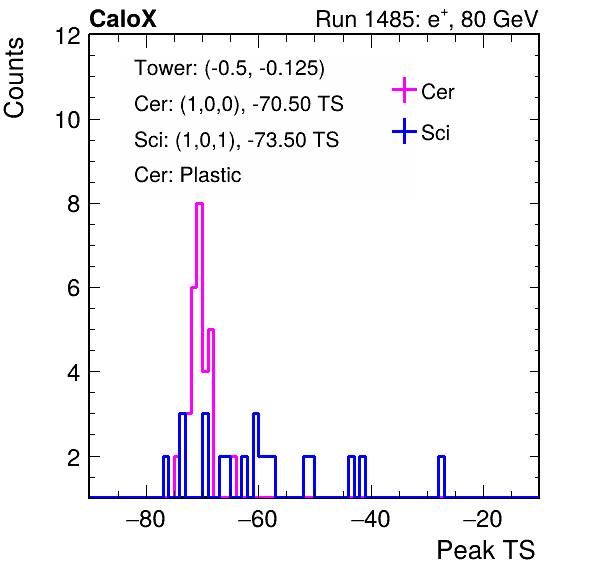 CaloX Run 1485: e⁺, 80 GeV
Counts
12
10
8
6
4
2
Tower: (-0.5, -0.125)
Cer: (1,0,0), -70.50 TS
Sci: (1,0,1), -73.50 TS
Cer: Plastic
Cer
Sci
−80 −60 −40 −20
Peak TS